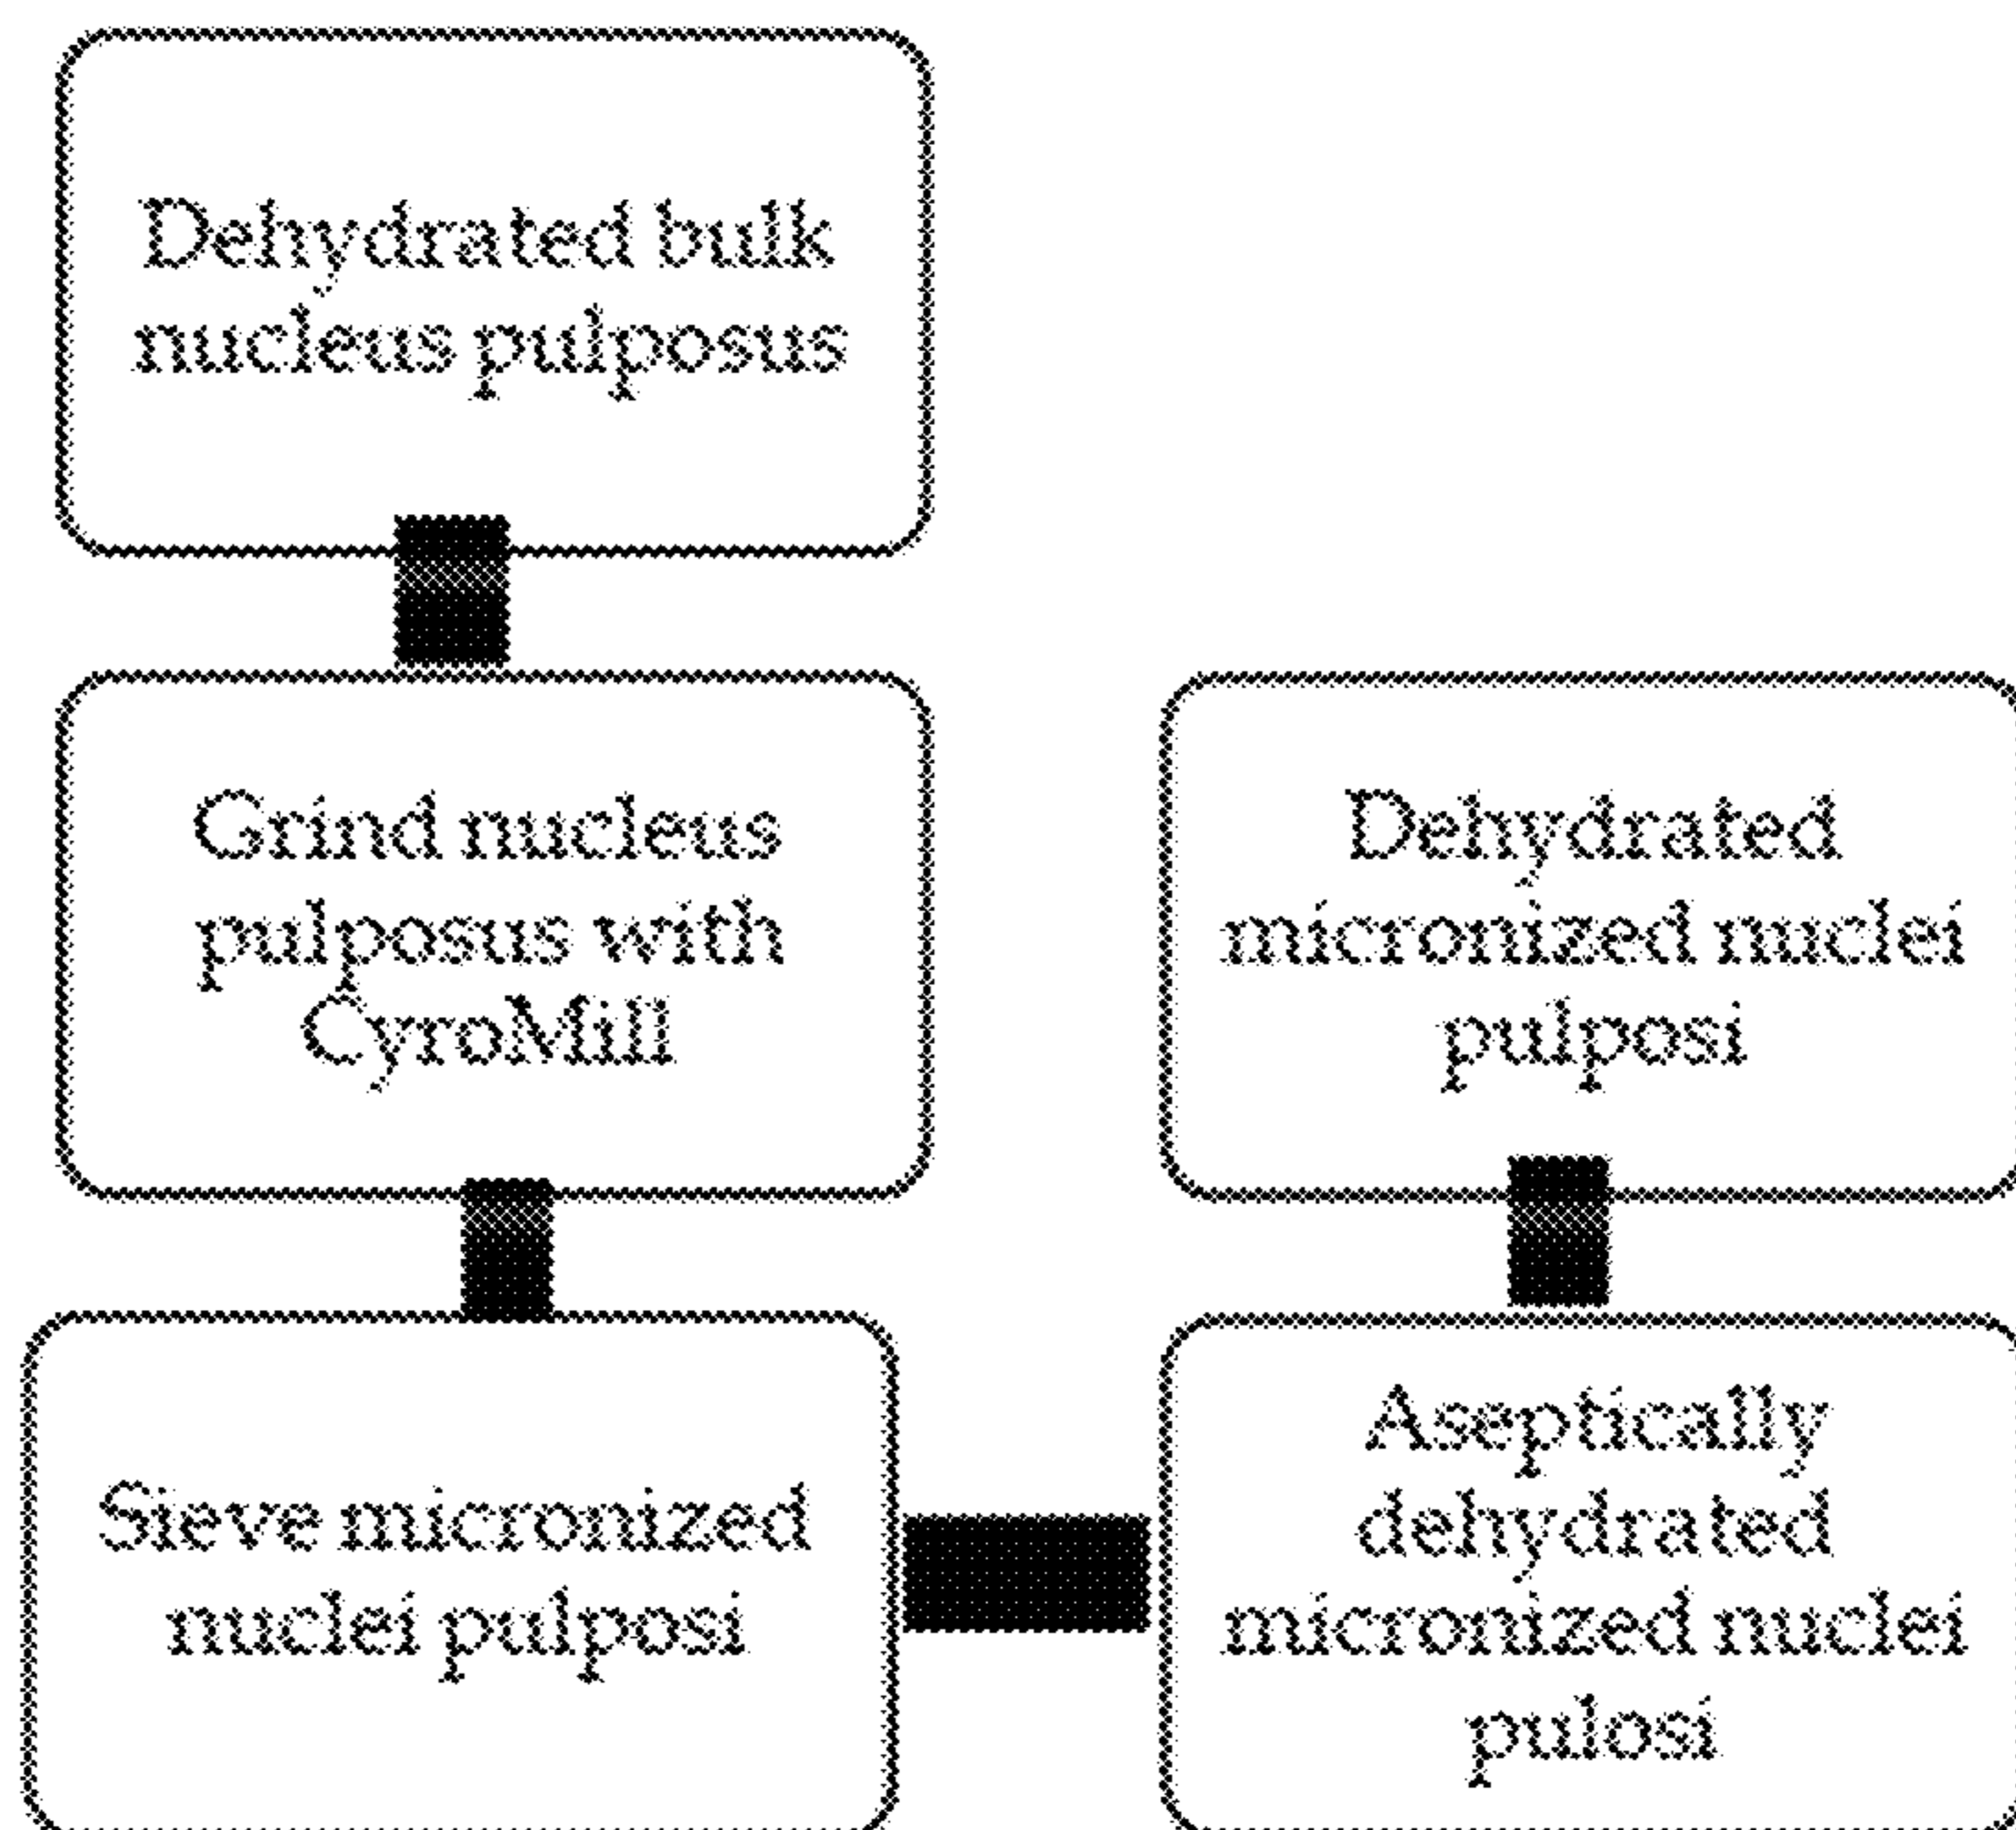 Dehydrated bulk
nucleus pulposus
Grind nucleus
pulposus with
CyroMill
Sieve micronized
nuclei pulposi
Aseptically
dehydrated
micronized nuclei
pulosi
Dehydrated
micronized nuclei
pulposi